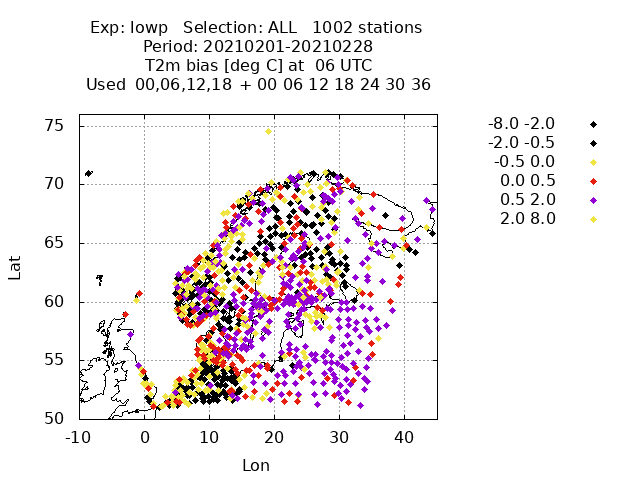 Exp: lowp   Selection: ALL   1002 stations
Period: 20210201-20210228
T2m bias [deg C] at  06 UTC
Used  00,06,12,18 + 00 06 12 18 24 30 36
-8.0 -2.0
-2.0 -0.5
-0.5 0.0
0.0 0.5
0.5 2.0
2.0 8.0
75
70
65
60
55
50
Lat
-10 0 10 20 30 40
Lon